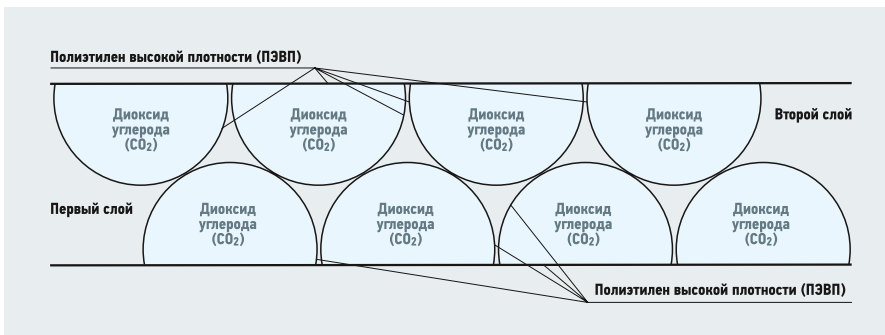 Полиэтилен высокой плотности (ПЭВП)
Диоксид
углерода
(CO₂)
Диоксид
углерода
(CO₂)
Диоксид
углерода
(CO₂)
Диоксид
углерода
(CO₂)
Второй слой
Первый слой
Диоксид
углерода
(CO₂)
Диоксид
углерода
(CO₂)
Диоксид
углерода
(CO₂)
Диоксид
углерода
(CO₂)
Полиэтилен высокой плотности (ПЭВП)